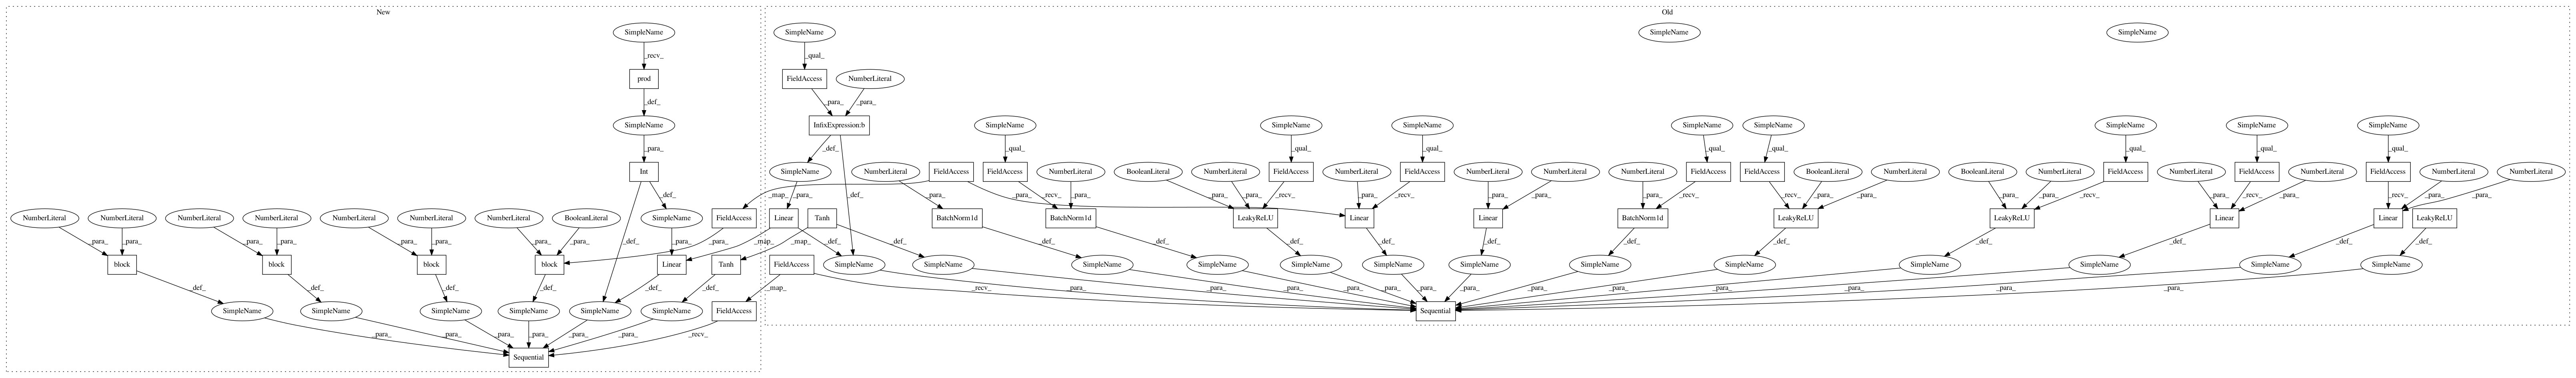 New
Old
SimpleName
SimpleName
SimpleName
SimpleName
_recv_
_qual_
prod
FieldAccess
NumberLiteral
_def_
_para_
_para_
SimpleName
InfixExpression:b
SimpleName
SimpleName
SimpleName
SimpleName
SimpleName
SimpleName
SimpleName
SimpleName
_para_
_def_
_qual_
_qual_
_qual_
_qual_
_qual_
_qual_
_qual_
_qual_
Int
SimpleName
NumberLiteral
FieldAccess
FieldAccess
NumberLiteral
BooleanLiteral
NumberLiteral
FieldAccess
NumberLiteral
FieldAccess
NumberLiteral
NumberLiteral
NumberLiteral
FieldAccess
FieldAccess
BooleanLiteral
NumberLiteral
BooleanLiteral
NumberLiteral
FieldAccess
NumberLiteral
FieldAccess
NumberLiteral
FieldAccess
NumberLiteral
NumberLiteral
_def_
_map_
_para_
_def_
_para_
_recv_
_para_
_para_
_para_
_para_
_recv_
_para_
_recv_
_para_
_para_
_para_
_recv_
_recv_
_para_
_para_
_para_
_para_
_recv_
_para_
_recv_
_para_
_recv_
_para_
_para_
NumberLiteral
NumberLiteral
NumberLiteral
NumberLiteral
NumberLiteral
NumberLiteral
NumberLiteral
BooleanLiteral
SimpleName
FieldAccess
Linear
Tanh
BatchNorm1d
BatchNorm1d
LeakyReLU
Linear
Linear
BatchNorm1d
LeakyReLU
LeakyReLU
Linear
Linear
LeakyReLU
_para_
_para_
_para_
_para_
_para_
_para_
_para_
_para_
_def_
_para_
_para_
_map_
_def_
_map_
_def_
_def_
_def_
_def_
_def_
_def_
_def_
_def_
_def_
_def_
_def_
_def_
block
block
block
block
Linear
Tanh
FieldAccess
SimpleName
SimpleName
SimpleName
SimpleName
SimpleName
SimpleName
SimpleName
SimpleName
SimpleName
SimpleName
SimpleName
SimpleName
SimpleName
_def_
_def_
_def_
_def_
_def_
_def_
_map_
_recv_
_para_
_para_
_para_
_para_
_para_
_para_
_para_
_para_
_para_
_para_
_para_
_para_
_para_
SimpleName
SimpleName
SimpleName
SimpleName
SimpleName
SimpleName
FieldAccess
Sequential
_para_
_para_
_para_
_para_
_para_
_para_
_recv_
Sequential